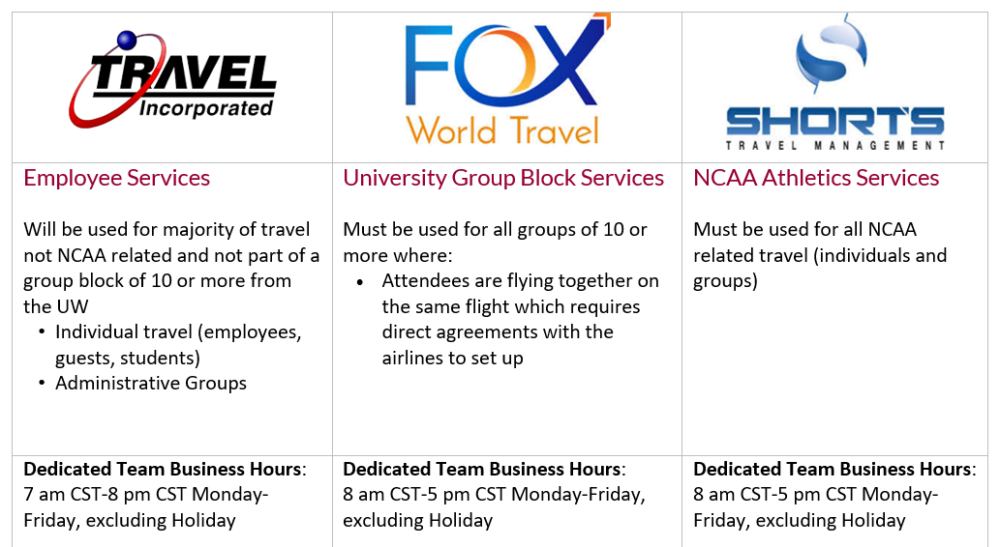 TRAVEL
Incorporated
FOX
World Travel
SHORT'S
TRAVEL MANAGEMENT
Employee Services
Will be used for majority of travel
not NCAA related and not part of a
group block of 10 or more from
the UW
• Individual travel (employees,
guests, students)
• Administrative Groups
University Group Block Services
Must be used for all groups of 10 or
more where:
• Attendees are flying together on
the same flight which requires
direct agreements with the
airlines to set up
NCAA Athletics Services
Must be used for all NCAA
related travel (individuals and
groups)
Dedicated Team Business Hours:
7 am CST-8 pm CST Monday-
Friday, excluding Holiday
Dedicated Team Business Hours:
8 am CST-5 pm CST Monday-Friday,
excluding Holiday
Dedicated Team Business Hours:
8 am CST-5 pm CST Monday-
Friday, excluding Holiday